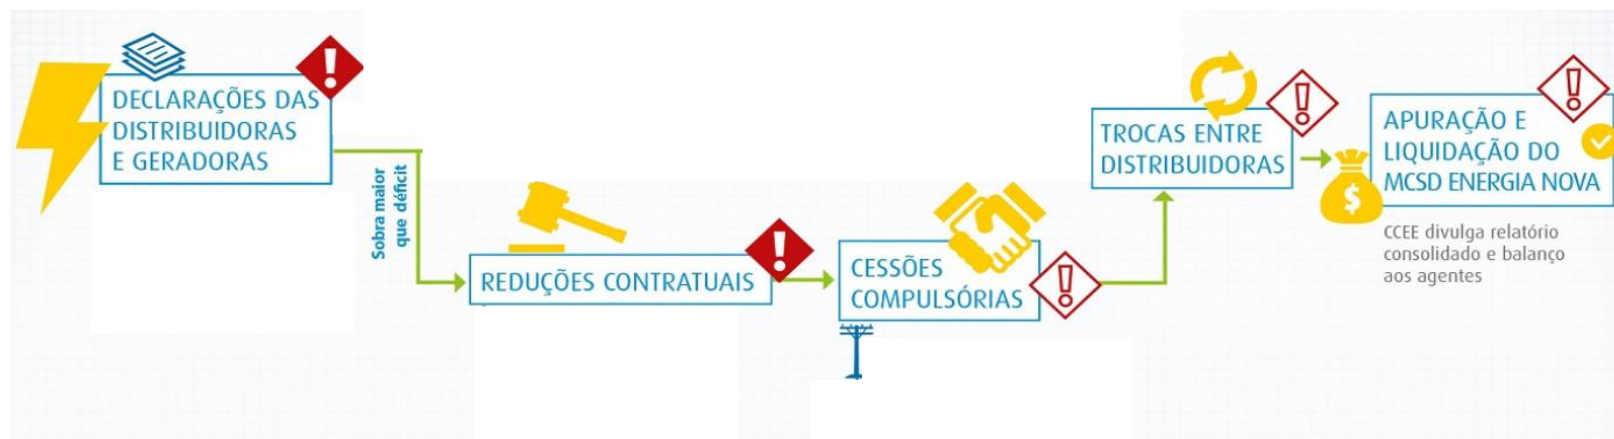 DECLARAÇÕES DAS
DISTRIBUIDORAS
E GERADORAS
Sobra maior
que déficit
REDUÇÕES CONTRATUAIS
CESSÕES
COMPULSÓRIAS
TROCAS ENTRE
DISTRIBUIDORAS
$
APURAÇÃO E
LIQUIDAÇÃO DO
MCSD ENERGIA NOVA
CCEE divulga relatório
consolidado e balanço
aos agentes